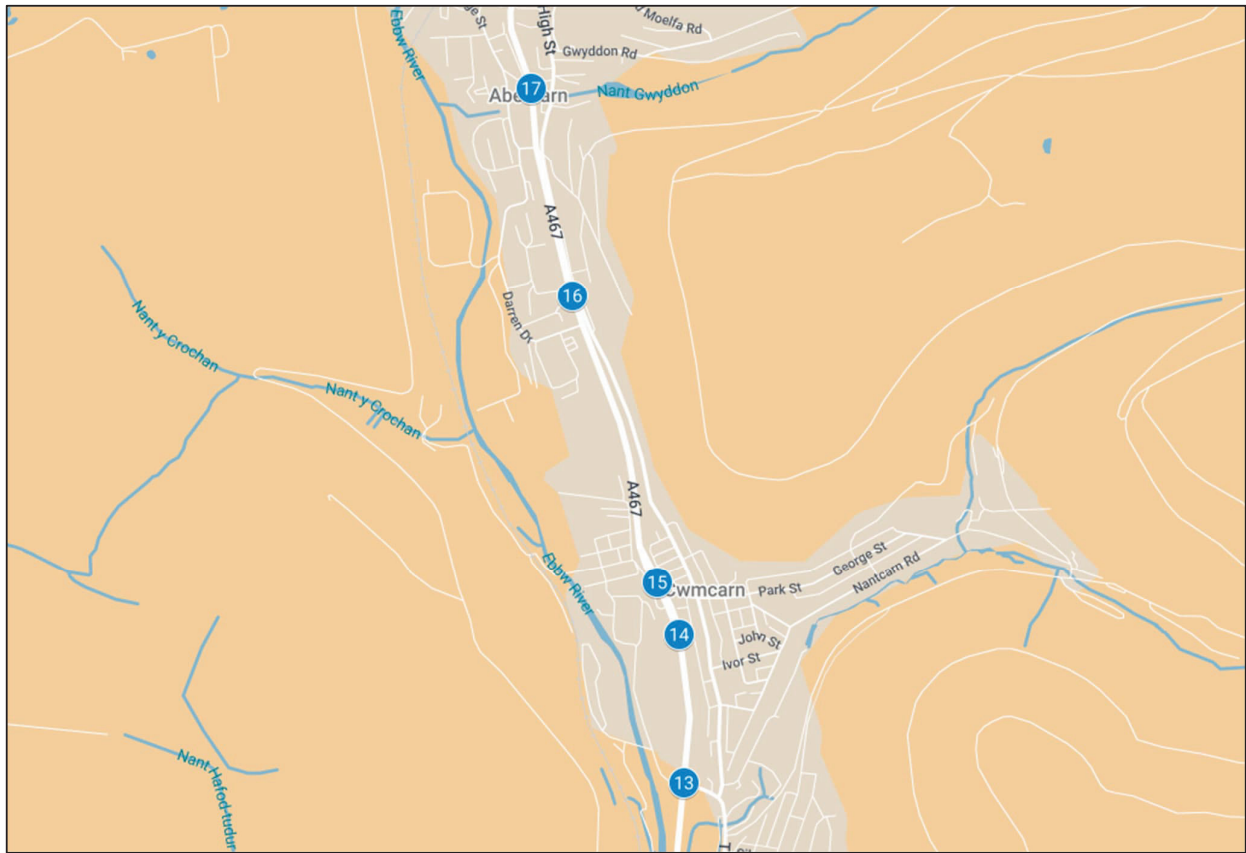 Moelfa Rd
High St
Gwyddon Rd
Ebbw River
17
Nant Gwyddon
A467
16
Darren Dr
Nant y Crochan
Nant y Crochan
A467
Ebbw River
15
Cwmcarn
George St
Park St
Nantcarn Rd
14
John St
Ivor St
Nant Hafod-tudur
13